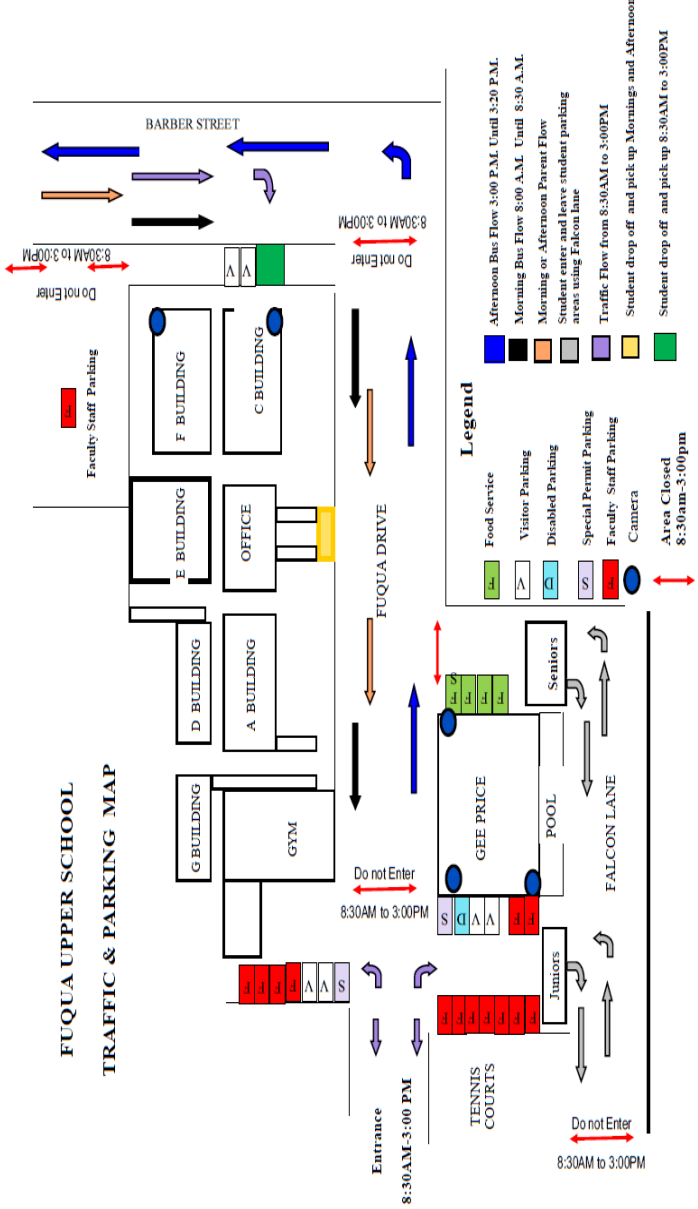 FUQUA UPPER SCHOOL
TRAFFIC & PARKING MAP
F
Faculty Staff Parking
Do not Enter
8:30AM to 3:00PM
BARBER STREET
G BUILDING
D BUILDING
E BUILDING
F BUILDING
GYM
A BUILDING
OFFICE
C BUILDING
V
V
F
F
F
F
V
V
S
Do not Enter
8:30AM to 3:00PM
FUQUA DRIVE
Do not Enter
8:30AM to 3:00PM
Entrance
8:30AM-3:00 PM
TENNIS
COURTS
F
F
F
F
F
F
S
D
V
V
F
F
GEE PRICE
S
F
F
F
F
F
POOL
Juniors
Seniors
FALCON LANE
Do not Enter
8:30AM to 3:00PM
Legend
F Food Service
V Visitor Parking
D Disabled Parking
S Special Permit Parking
F Faculty Staff Parking
Camera
Area Closed
8:30am-3:00pm
Afternoon Bus Flow 3:00 P.M. Until 3:20 P.M.
Morning Bus Flow 8:00 A.M. Until 8:30 A.M.
Morning or Afternoon Parent Flow
Student enter and leave student parking
areas using Falcon lane
Traffic Flow from 8:30AM to 3:00PM
Student drop off and pick up Mornings and Afternoon
Student drop off and pick up 8:30AM to 3:00PM